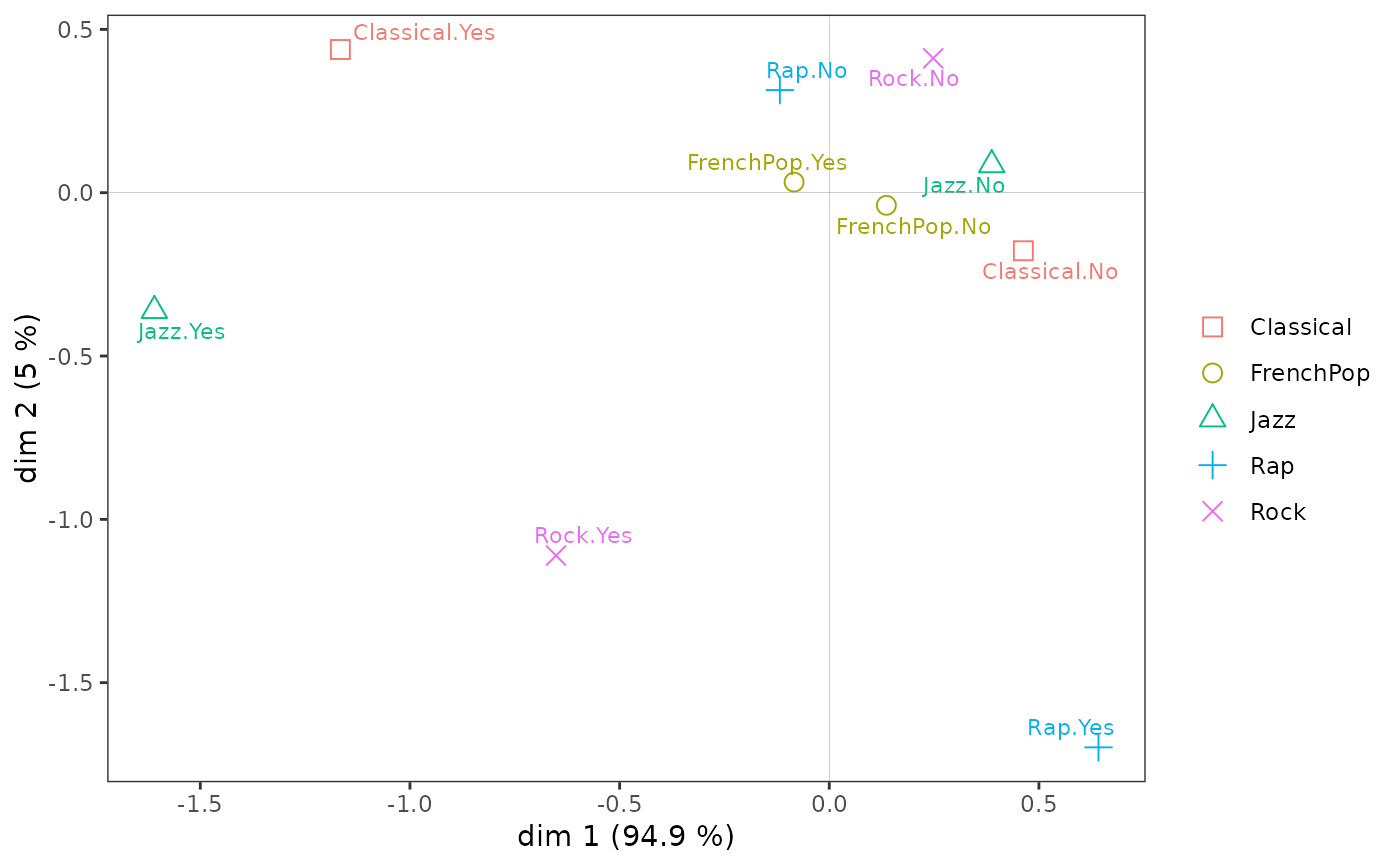 0.5
0.0
-0.5
-1.0
-1.5
dim 2 (5 %)
Classical.Yes
Rap.No
Rock.No
FrenchPop.Yes
Jazz.No
FrenchPop.No
Classical.No
Jazz.Yes
Rock.Yes
Rap.Yes
-1.5 -1.0 -0.5 0.0 0.5
dim 1 (94.9 %)
Classical
FrenchPop
Jazz
Rap
Rock